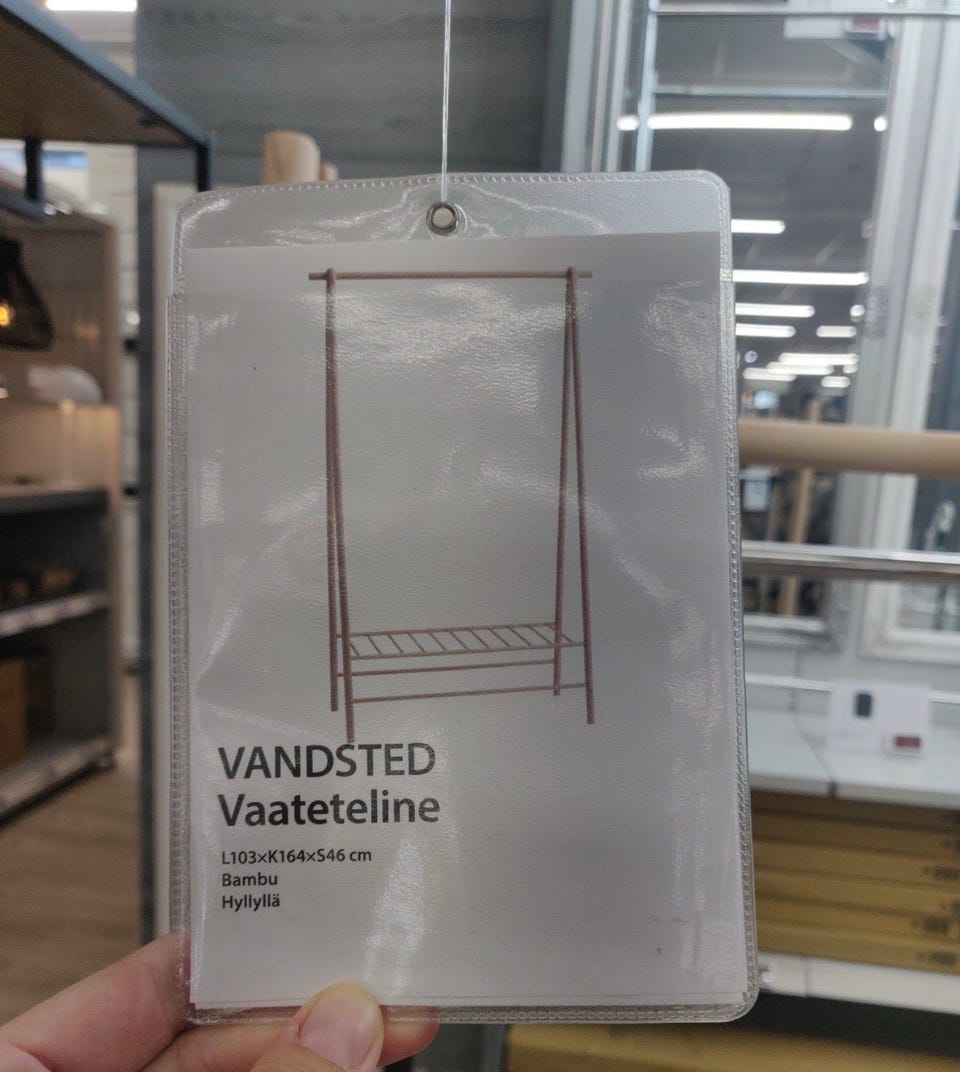 VANDSTED
Vaateteline
L103×K164×S46 cm
Bambu
Hyllyllä